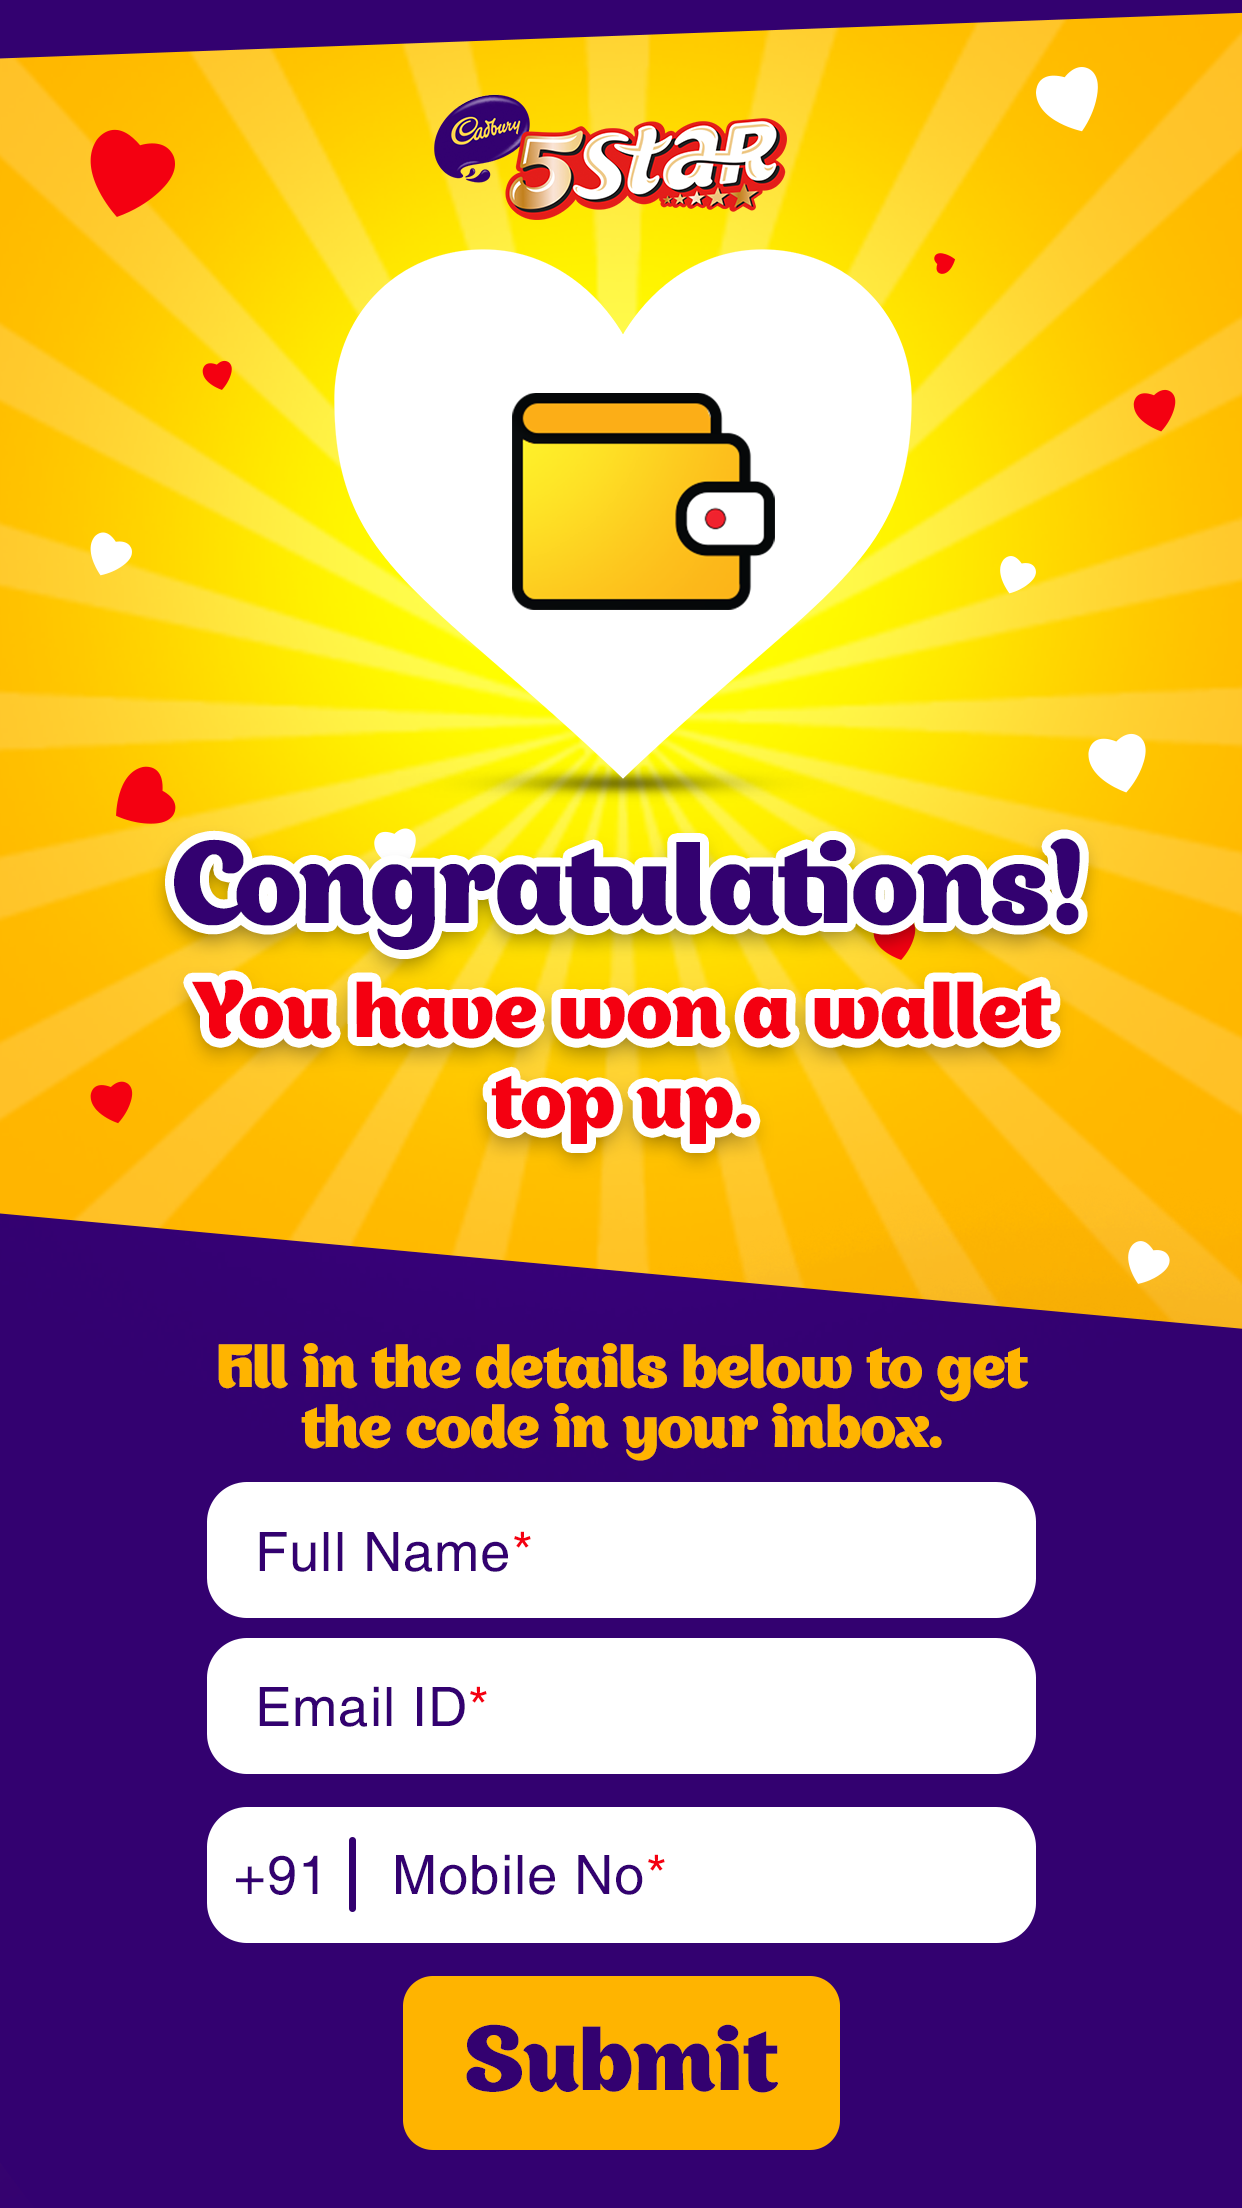 Cadbury
5Star
Congratulations!
You have won a wallet
top up.
Fill in the details below to get
the code in your inbox.
Full Name*
Email ID*
+91 | Mobile No*
Submit